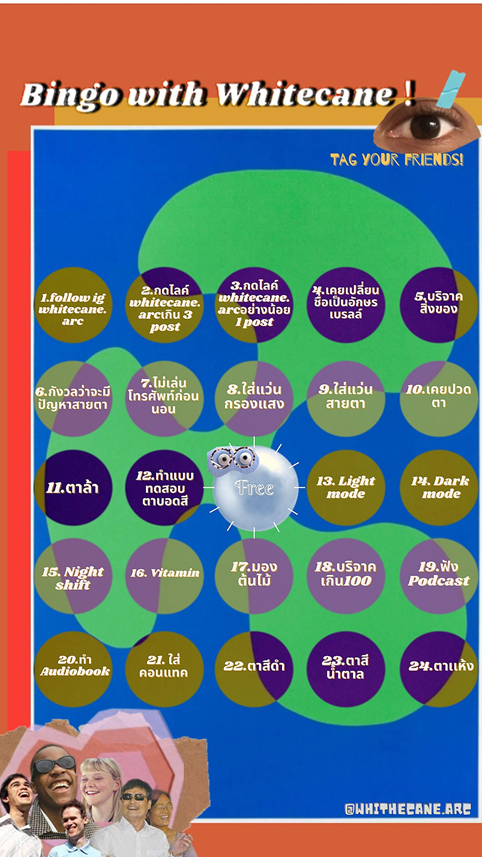 Bingo with Whitecane !
TAG YOUR FRIENDS!
1.follow ig
whitecane.
arc
2.กดไลค์
whitecane.
arcเกิน 3
post
3.กดไลค์
whitecane.
arcอย่างน้อย
1 post
4.เคยเปลี่ยน
ชื่อเป็นอักษร
เบรลล์
5.บริจาค
สิ่งของ
6.กังวลว่าจะมี
ปัญหาสายตา
7.ไม่เล่น
โทรศัพท์ก่อน
นอน
8.ใส่แว่น
กรองแสง
9.ใส่แว่น
สายตา
10.เคยปวด
ตา
11.ตาล้า
12.ทำแบบ
ทดสอบ
ตาบอดสี
Free
13. Light
mode
14. Dark
mode
15. Night
shift
16. Vitamin
17.มอง
ต้นไม้
18.บริจาค
เกิน100
19.ฟัง
Podcast
20.ทำ
Audiobook
21. ใส่
คอนแทค
22.ตาสีดำ
23.ตาสี
น้ำตาล
24.ตาแห้ง
@WHITHECANE.ARC